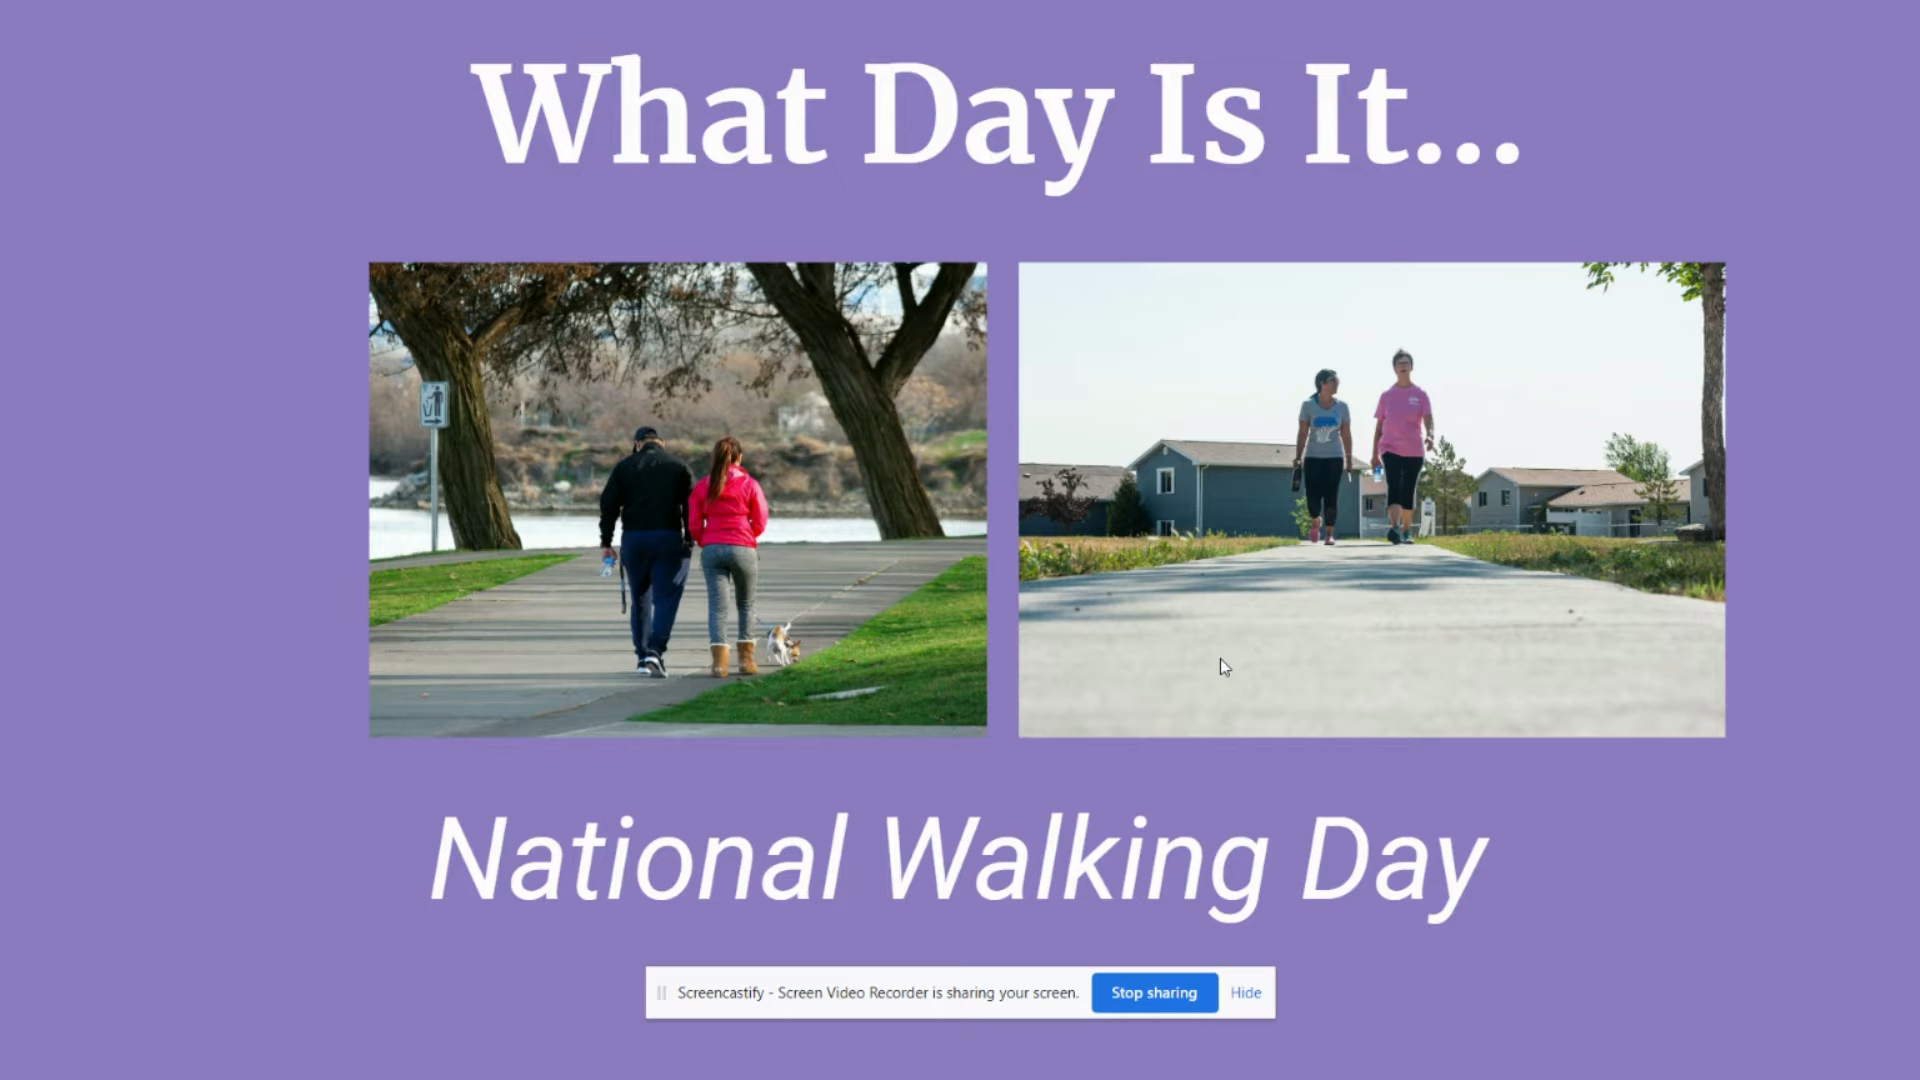 What Day Is It...
National Walking Day
Screencastify - Screen Video Recorder is sharing your screen.
Stop sharing
Hide